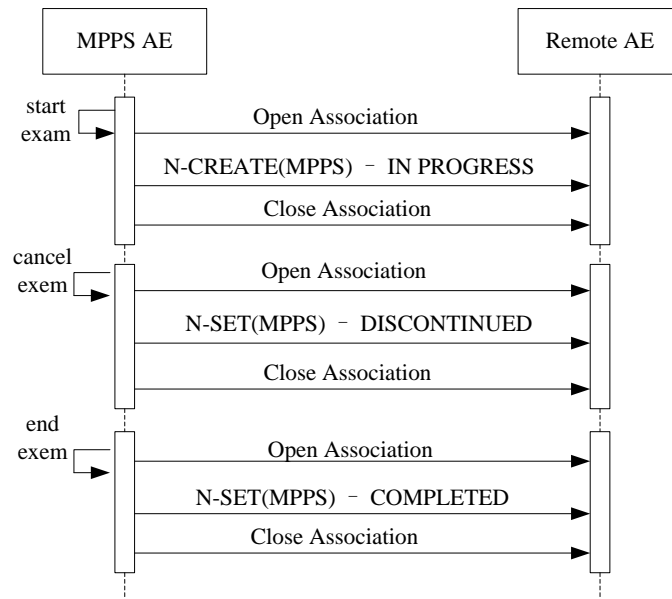 MPPS AE
Remote AE
start
exam
Open Association
N-CREATE(MPPS) – IN PROGRESS
Close Association
cancel
exem
Open Association
N-SET(MPPS) – DISCONTINUED
Close Association
end
exem
Open Association
N-SET(MPPS) – COMPLETED
Close Association